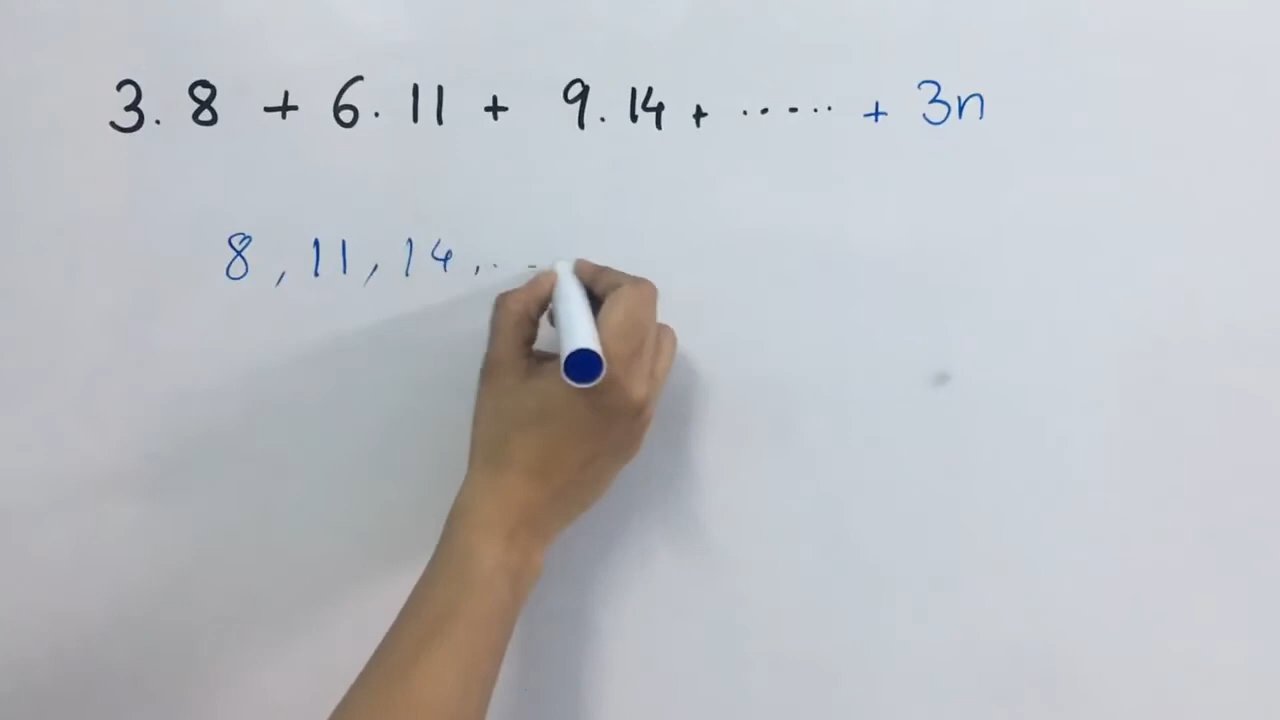 3. 8 + 6. 11 + 9. 14 + ...... + 3n
8, 11, 14, ..